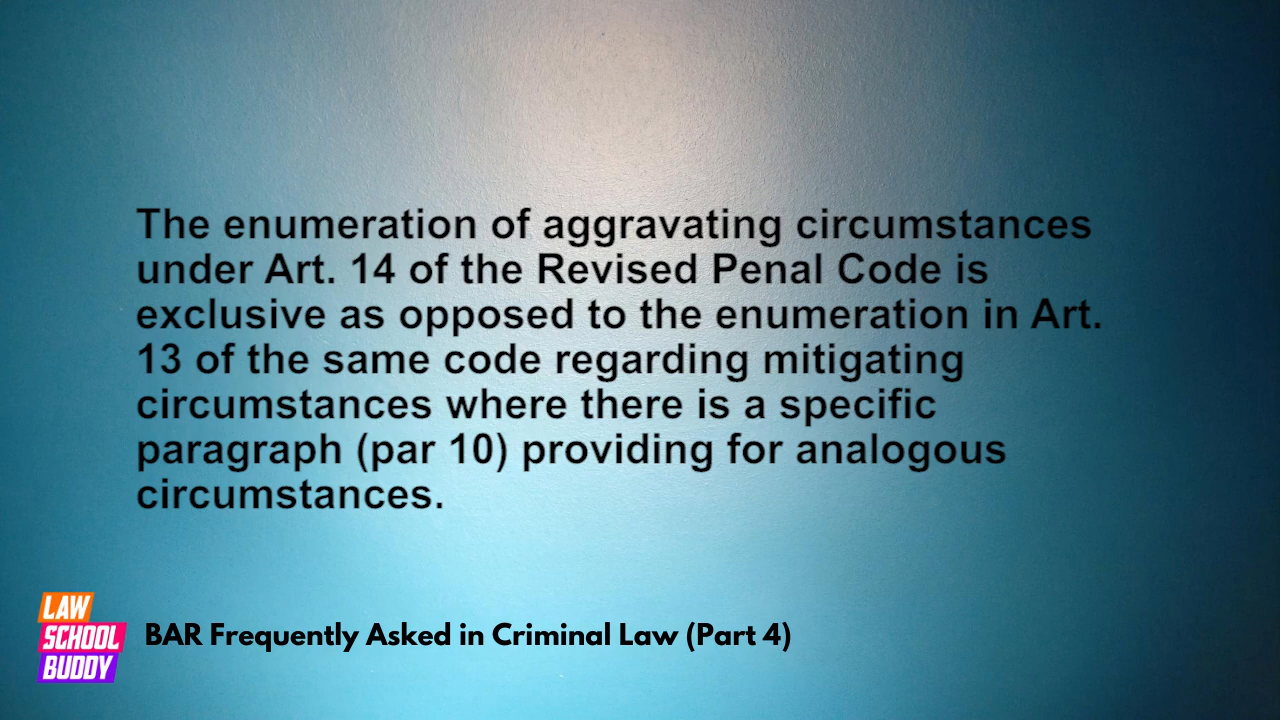 The enumeration of aggravating circumstances
under Art. 14 of the Revised Penal Code is
exclusive as opposed to the enumeration in Art.
13 of the same code regarding mitigating
circumstances where there is a specific
paragraph (par 10) providing for analogous
circumstances.
LAW
SCHOOL
BUDDY
BAR Frequently Asked in Criminal Law (Part 4)